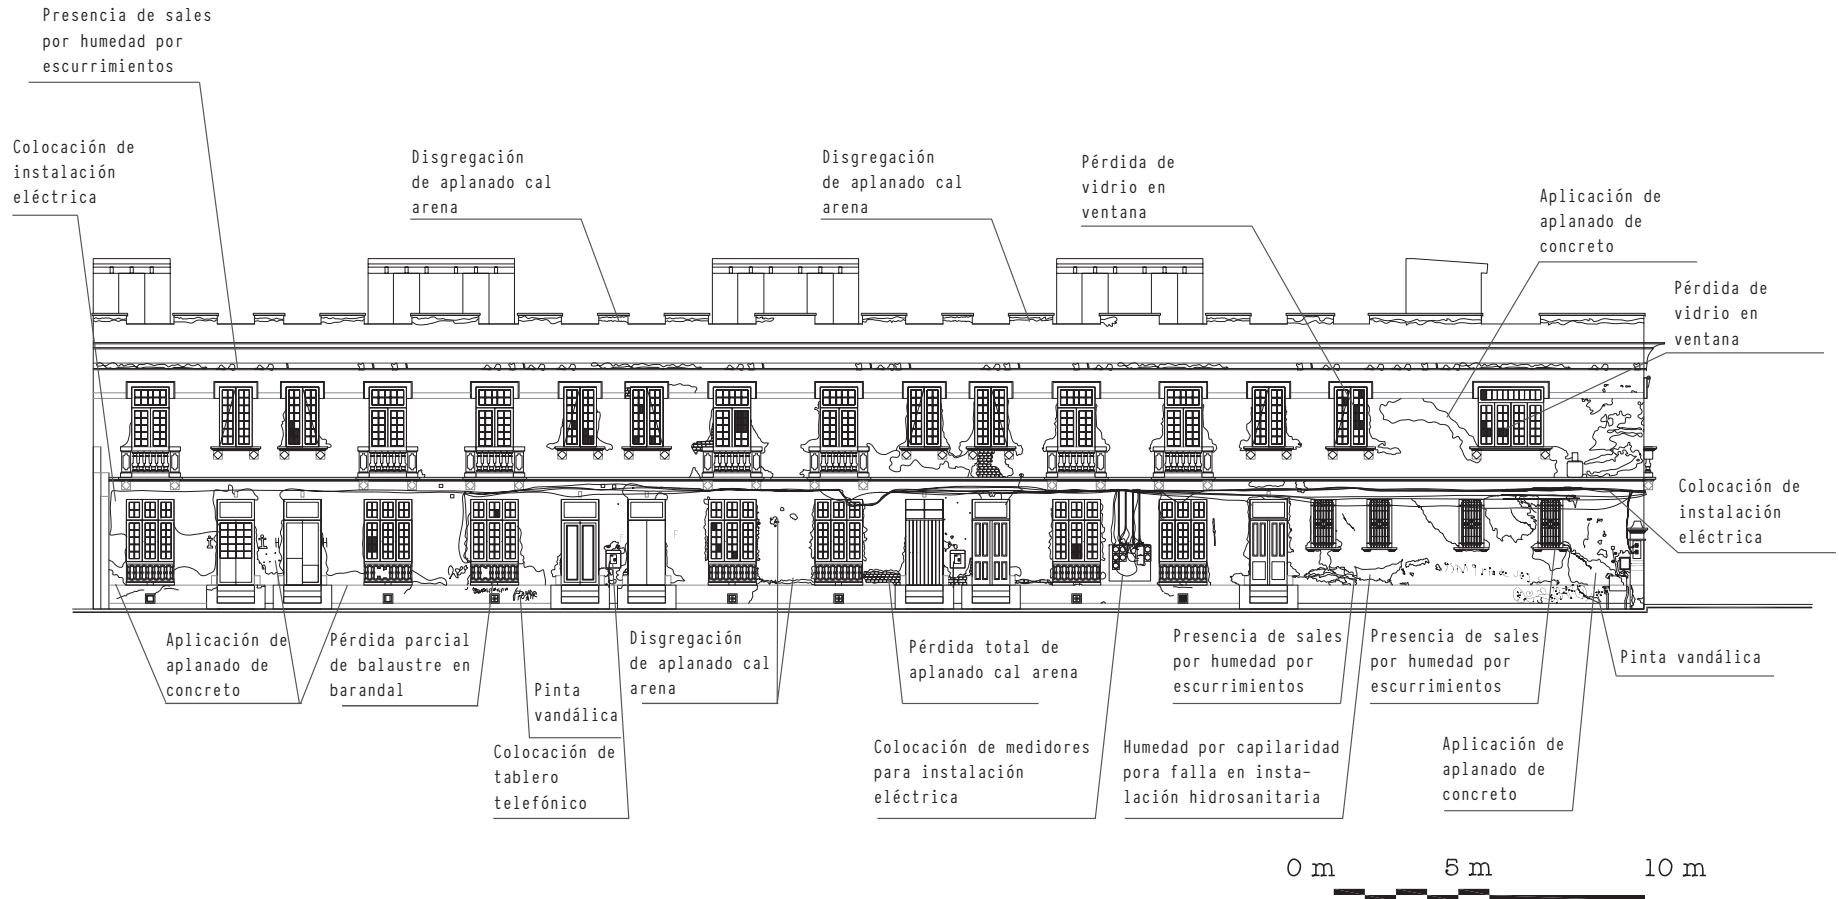 Presencia de sales
por humedad por
escurrimientos
Colocación de
instalación
eléctrica
Disgregación
de aplanado cal
arena
Disgregación
de aplanado cal
arena
Pérdida de
vidrio en
ventana
Aplicación de
aplanado de
concreto
Pérdida de
vidrio en
ventana
Colocación de
instalación
eléctrica
Aplicación de
aplanado de
concreto
Pérdida parcial
de balaustre en
barandal
Pinta
vandálica
Colocación de
tablero
telefónico
Disgregación
de aplanado cal
arena
Pérdida total de
aplanado cal arena
Colocación de medidores
para instalación
eléctrica
Humedad por capilaridad
pora falla en insta-
lación hidrosanitaria
Presencia de sales
por humedad por
escurrimientos
Presencia de sales
por humedad por
escurrimientos
Aplicación de
aplanado de
concreto
Pinta vandálica
0 m 5 m 10 m